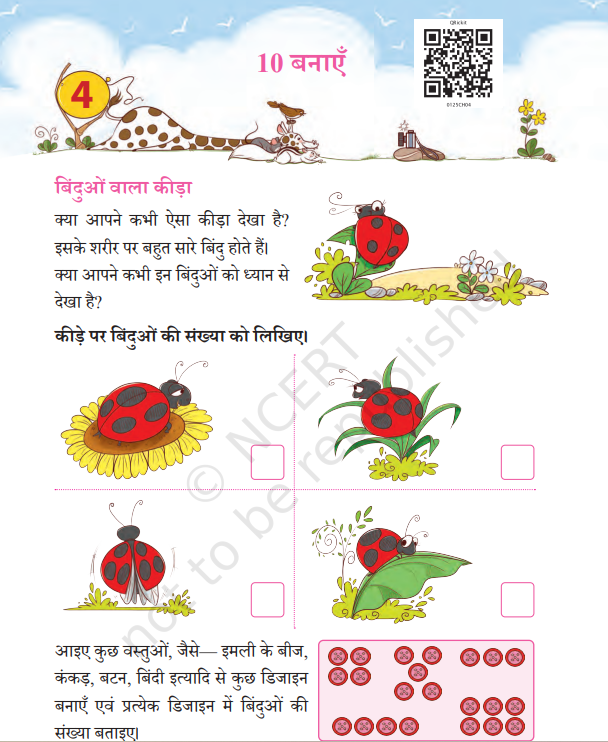 QRickit
0125CH04
10 बनाएँ
4
बिंदुओं वाला कीड़ा
क्या आपने कभी ऐसा कीड़ा देखा है?
इसके शरीर पर बहुत सारे बिंदु होते हैं।
क्या आपने कभी इन बिंदुओं को ध्यान से
देखा है?
कीड़े पर बिंदुओं की संख्या को लिखिए।
© NCERT
not to be republished
आइए कुछ वस्तुओं, जैसे— इमली के बीज,
कंकड़, बटन, बिंदी इत्यादि से कुछ डिजाइन
बनाएँ एवं प्रत्येक डिजाइन में बिंदुओं की
संख्या बताइए।